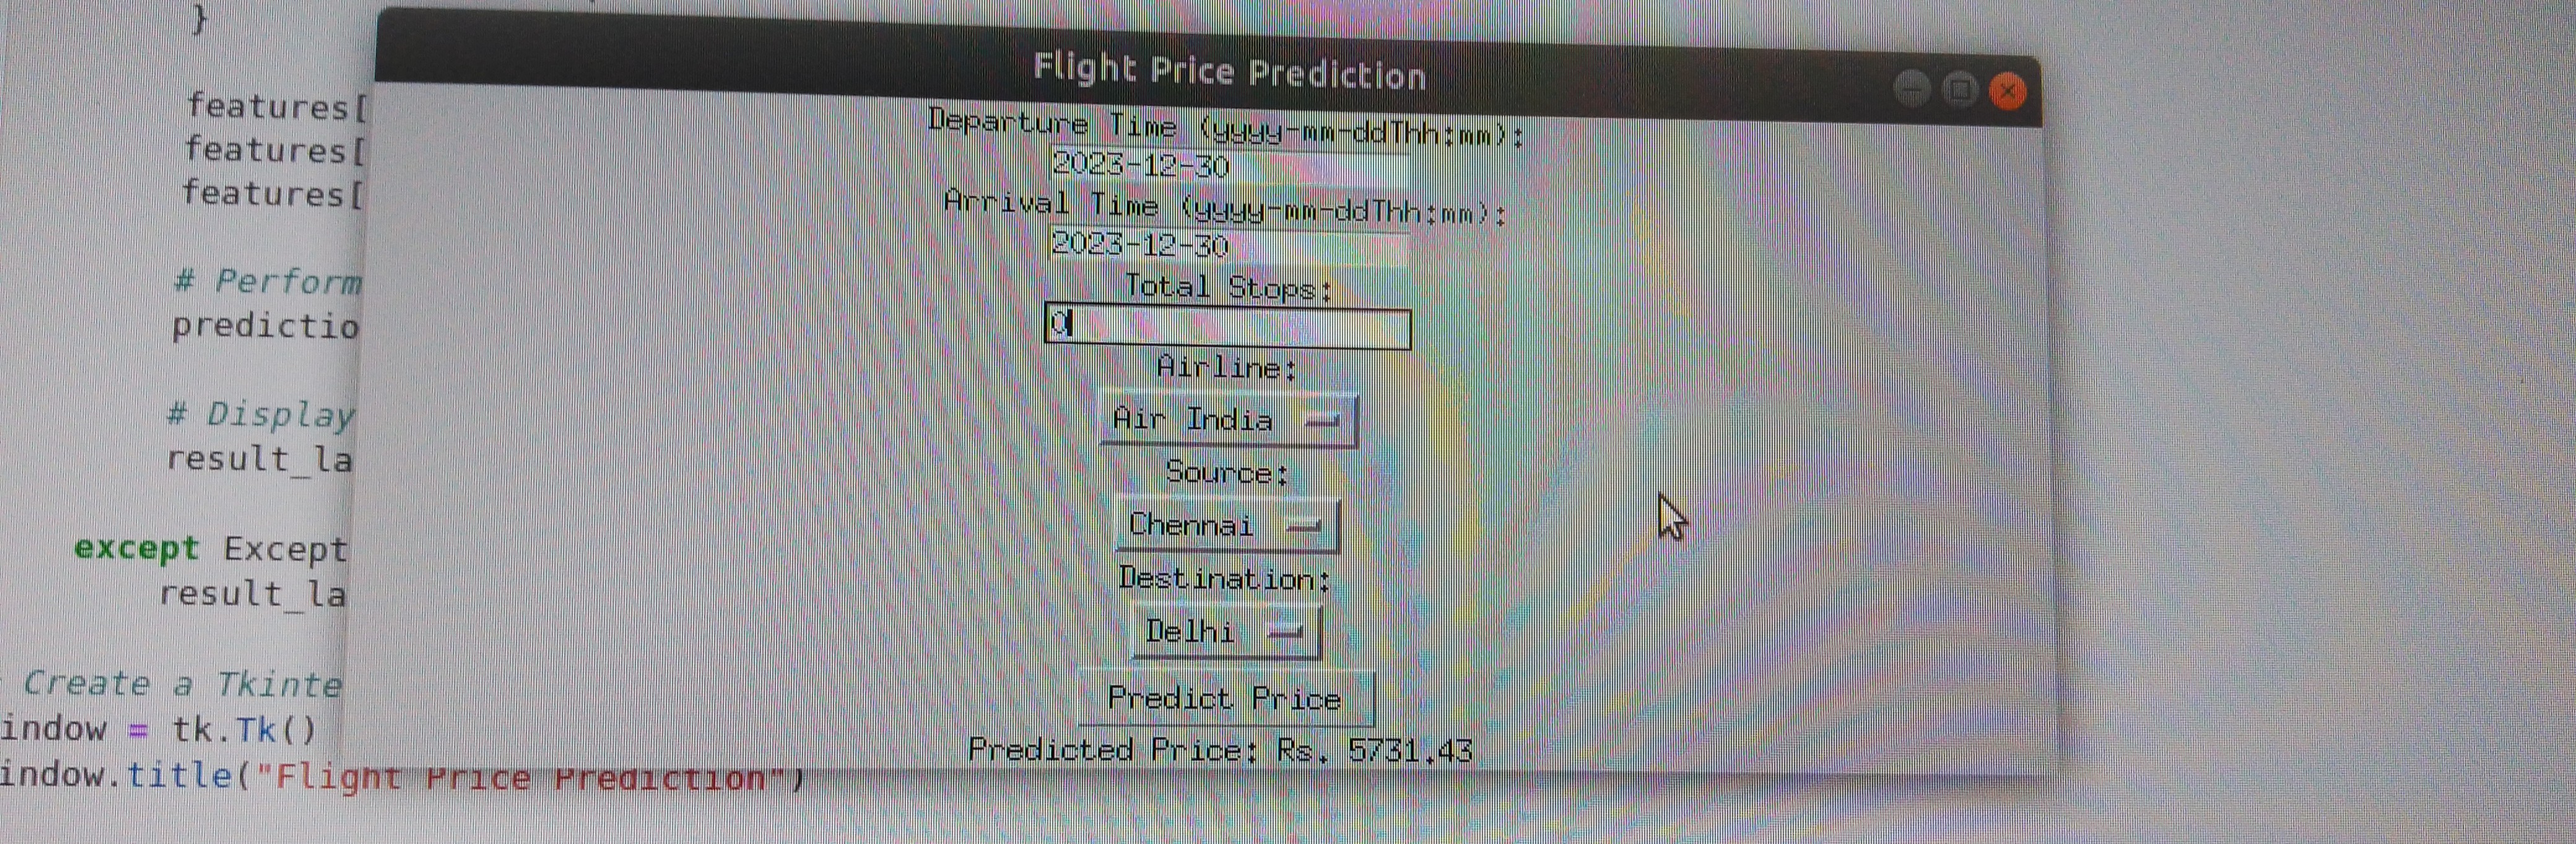 }
features[
features[
features[
# Perform
predictio
# Display
result_la
except Except
result_la
Create a Tkinte
indow = tk.Tk()
indow.title("Flight Price Prediction")
Flight Price Prediction
Departure Time (yyyy-mm-ddThh:mm):
2023-12-30
Arrival Time (yyyy-mm-ddThh:mm):
2023-12-30
Total Stops:
0
Airline:
Air India
Source:
Chennai
Destination:
Delhi
Predict Price
Predicted Price: Rs. 5731.43